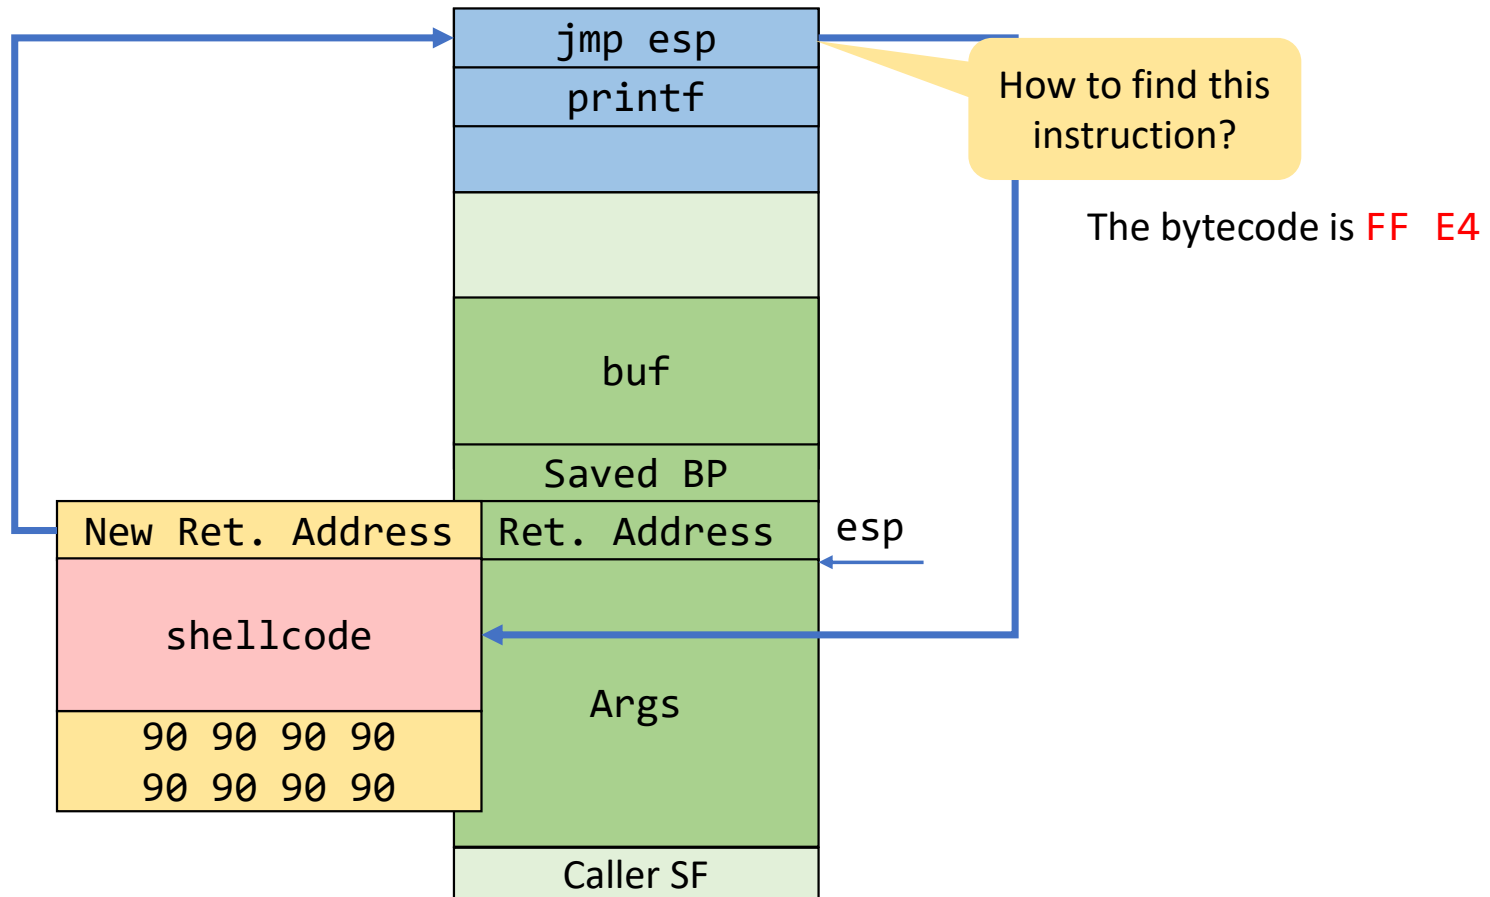 jmp esp
printf
How to find this
instruction?
The bytecode is FF E4
buf
Saved BP
New Ret. Address
Ret. Address
esp
shellcode
Args
90 90 90 90
90 90 90 90
Caller SF